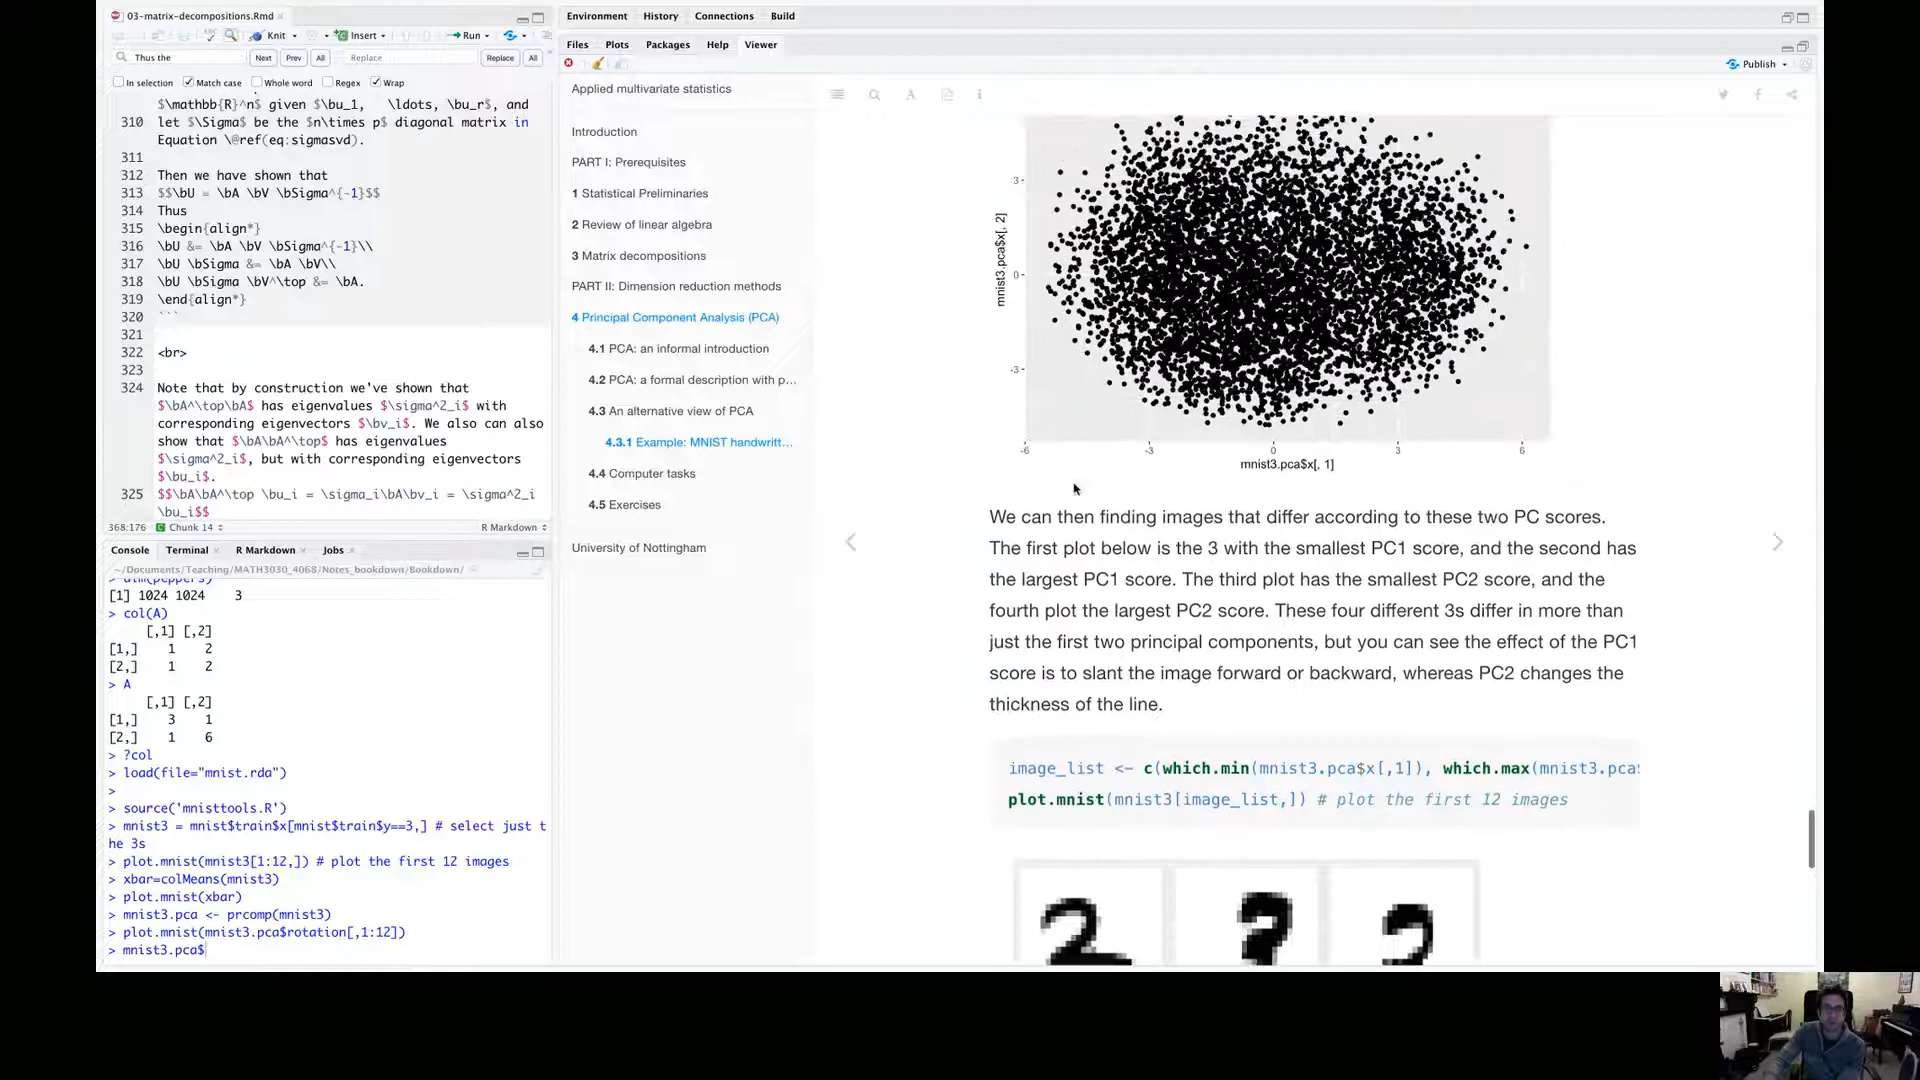 03-matrix-decompositions.Rmd
Environment History Connections Build
ABC Knit Insert Run
Thus the Next Prev All Replace Replace All
In selection Match case Whole word Regex Wrap
$\mathbb{R}^n$ given $\bu_1, \ldots, \bu_r$, and
310 let $\Sigma$ be the $n\times p$ diagonal matrix in
Equation \@ref(eq:sigmasvd).
311
312 Then we have shown that
313 $$\bU = \bA \bV \bSigma^{-1}$$
314 Thus
315 \begin{align*}
316 \bU &= \bA \bV \bSigma^{-1}\\
317 \bU \bSigma &= \bA \bV\\
318 \bU \bSigma \bV^\top &= \bA.
319 \end{align*}
320 ```
321
322 <br>
323
324 Note that by construction we've shown that
$\bA^\top\bA$ has eigenvalues $\sigma^2_i$ with
corresponding eigenvectors $\bv_i$. We also can also
show that $\bA\bA^\top$ has eigenvalues
$\sigma^2_i$, but with corresponding eigenvectors
$\bu_i$.
325 $$\bA\bA^\top \bu_i = \sigma_i\bA\bv_i = \sigma^2_i
\bu_i$$
368:176 Chunk 14 R Markdown
Console Terminal R Markdown Jobs
~/Documents/Teaching/MATH3030_4068/Notes_bookdown/Bookdown/
> dim(peppers)
[1] 1024 1024 3
> col(A)
[,1] [,2]
[1,] 1 2
[2,] 1 2
> A
[,1] [,2]
[1,] 3 1
[2,] 1 6
> ?col
> load(file="mnist.rda")
>
> source('mnisttools.R')
> mnist3 = mnist$train$x[mnist$train$y==3,] # select just t
he 3s
> plot.mnist(mnist3[1:12,]) # plot the first 12 images
> xbar=colMeans(mnist3)
> plot.mnist(xbar)
> mnist3.pca <- prcomp(mnist3)
> plot.mnist(mnist3.pca$rotation[,1:12])
> mnist3.pca$
Files Plots Packages Help Viewer
Publish
Applied multivariate statistics
Introduction
PART I: Prerequisites
1 Statistical Preliminaries
2 Review of linear algebra
3 Matrix decompositions
PART II: Dimension reduction methods
4 Principal Component Analysis (PCA)
4.1 PCA: an informal introduction
4.2 PCA: a formal description with p...
4.3 An alternative view of PCA
4.3.1 Example: MNIST handwritt...
4.4 Computer tasks
4.5 Exercises
University of Nottingham
A i
mnist3.pca$x[, 2]
3
0
-3
-6 -3 0 3 6
mnist3.pca$x[, 1]
We can then finding images that differ according to these two PC scores.
The first plot below is the 3 with the smallest PC1 score, and the second has
the largest PC1 score. The third plot has the smallest PC2 score, and the
fourth plot the largest PC2 score. These four different 3s differ in more than
just the first two principal components, but you can see the effect of the PC1
score is to slant the image forward or backward, whereas PC2 changes the
thickness of the line.
image_list <- c(which.min(mnist3.pca$x[,1]), which.max(mnist3.pca$
plot.mnist(mnist3[image_list,]) # plot the first 12 images